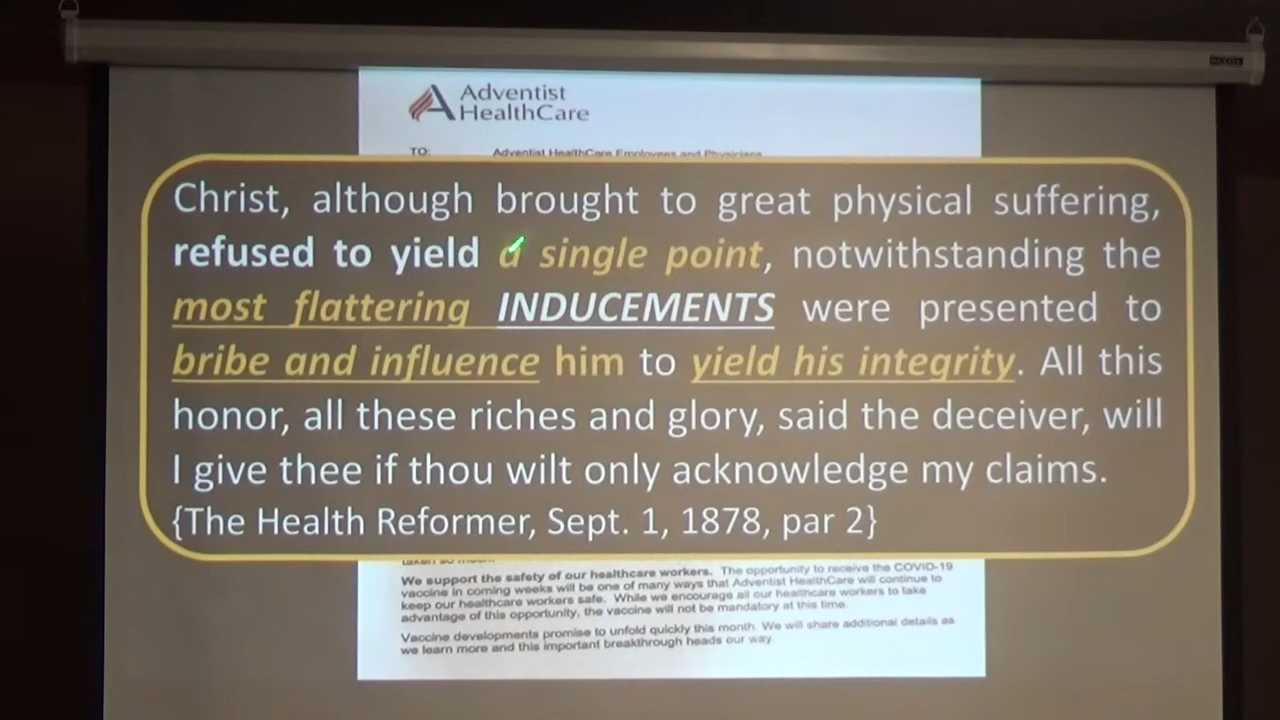 Adventist
HealthCare
TO: Adventist HealthCare Employees and Physicians
Christ, although brought to great physical suffering,
refused to yield a single point, notwithstanding the
most flattering INDUCEMENTS were presented to
bribe and influence him to yield his integrity. All this
honor, all these riches and glory, said the deceiver, will
I give thee if thou wilt only acknowledge my claims.
{The Health Reformer, Sept. 1, 1878, par 2}
We support the safety of our healthcare workers. The opportunity to receive the COVID-19
vaccine in coming weeks will be one of many ways that Adventist HealthCare will continue to
keep our healthcare workers safe. While we encourage all our healthcare workers to take
advantage of this opportunity, the vaccine will not be mandatory at this time.
Vaccine developments promise to unfold quickly this month. We will share additional details as
we learn more and this important breakthrough heads our way.